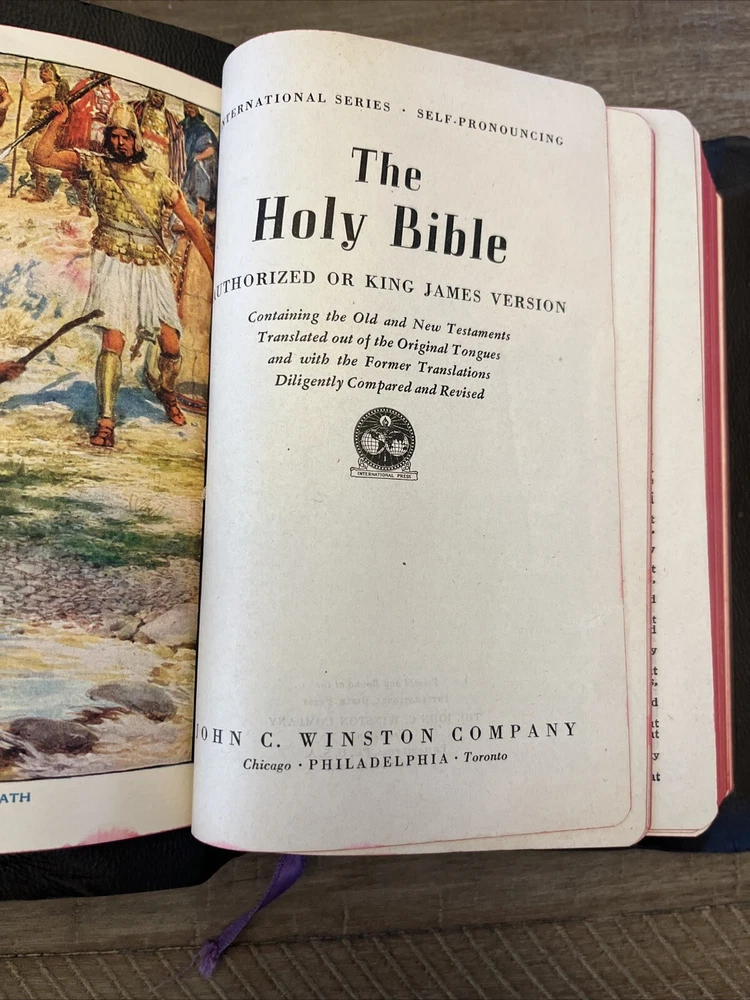 ATH
NTERNATIONAL SERIES · SELF-PRONOUNCING
The
Holy Bible
UTHORIZED OR KING JAMES VERSION
Containing the Old and New Testaments
Translated out of the Original Tongues
and with the Former Translations
Diligently Compared and Revised
INTERNATIONAL PRESS
JOHN C. WINSTON COMPANY
Chicago · PHILADELPHIA · Toronto